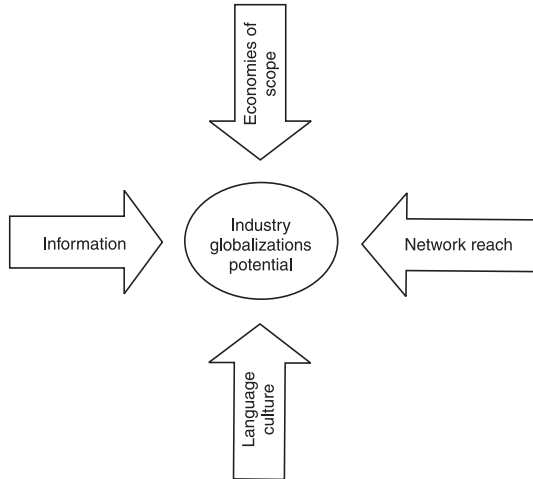 Economies of
scope
Information
Industry
globalizations
potential
Network reach
Language
culture